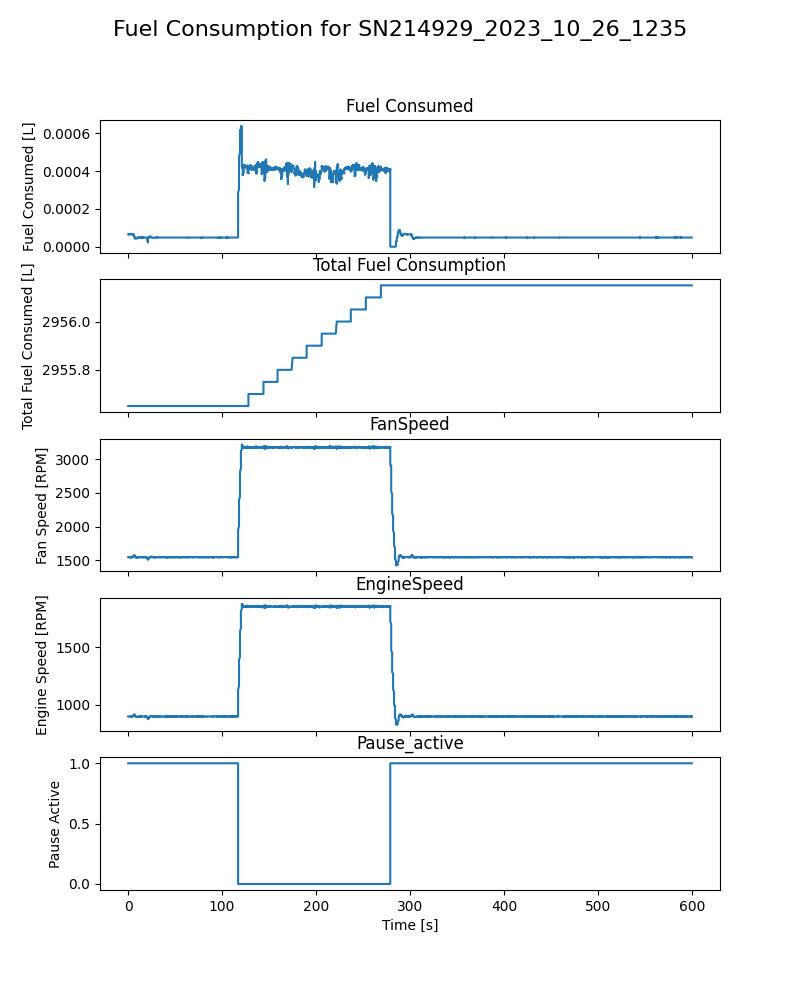 Fuel Consumption for SN214929_2023_10_26_1235
Fuel Consumed
Fuel Consumed [L]
0.0006
0.0004
0.0002
0.0000
Total Fuel Consumption
Total Fuel Consumed [L]
2956.0
2955.8
FanSpeed
Fan Speed [RPM]
3000
2500
2000
1500
EngineSpeed
Engine Speed [RPM]
1500
1000
Pause_active
Pause Active
1.0
0.5
0.0
0 100 200 300 400 500 600
Time [s]